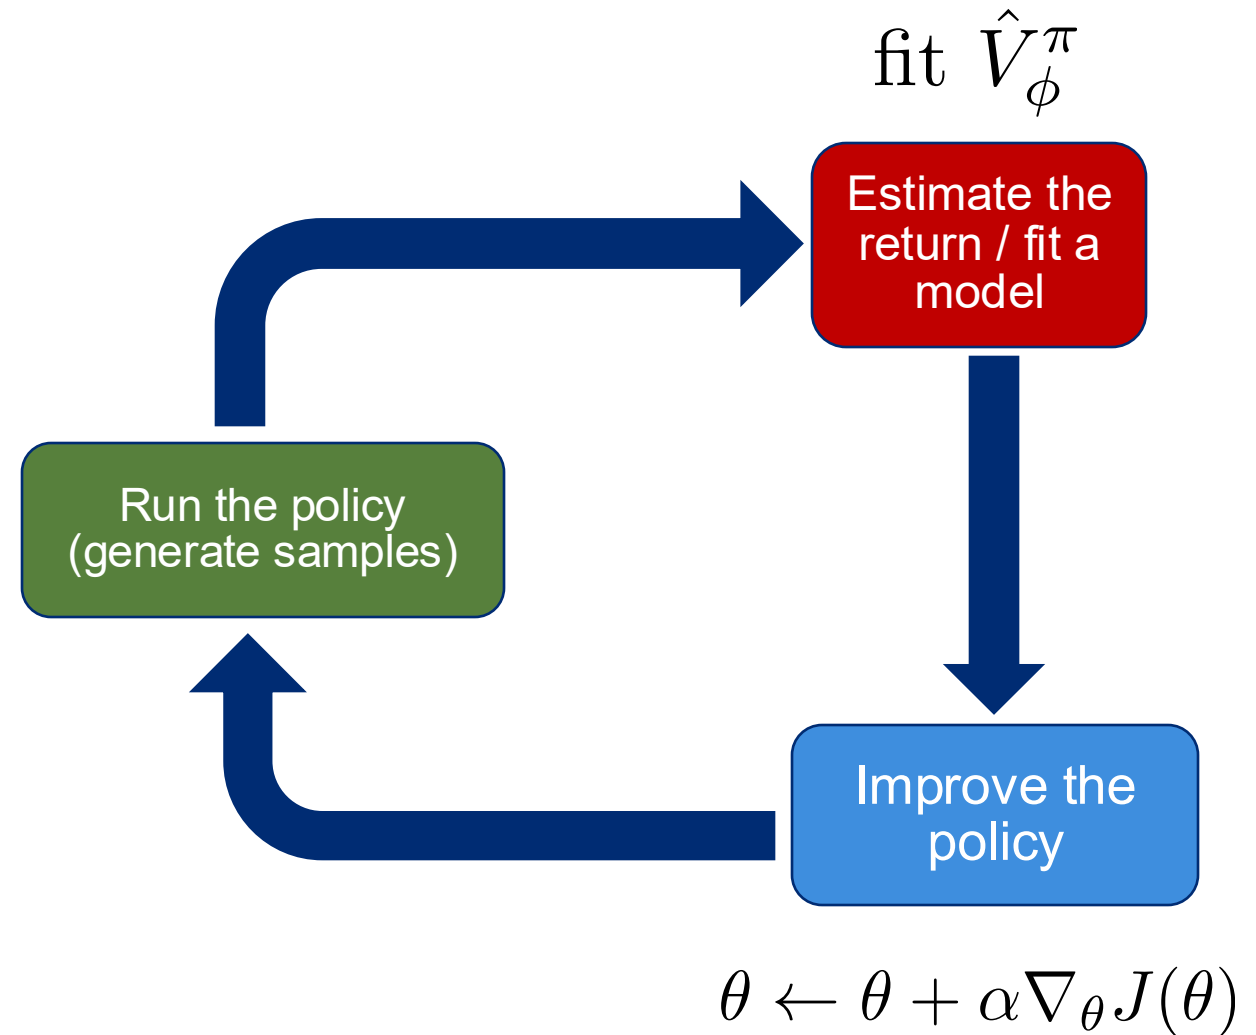 fit $\hat{V}_{\phi}^{\pi}$
Estimate the
return / fit a
model
Run the policy
(generate samples)
Improve the
policy
$\theta \leftarrow \theta + \alpha \nabla_{\theta} J(\theta)$